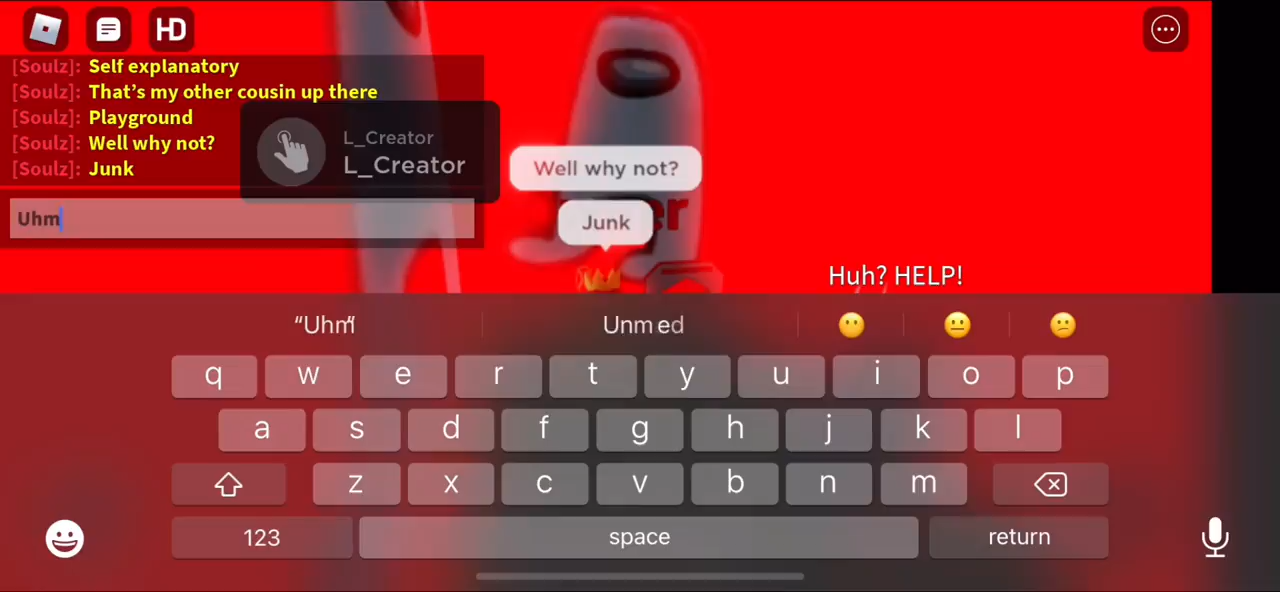 HD
[Soulz]: Self explanatory
[Soulz]: That's my other cousin up there
[Soulz]: Playground
[Soulz]: Well why not?
[Soulz]: Junk
L_Creator
L_Creator
Uhm
Well why not?
Junk
er
Huh? HELP!
“Uhm”
q w e r t y u i o p
a s d f g h j k l
z x c v b n m
123 space return